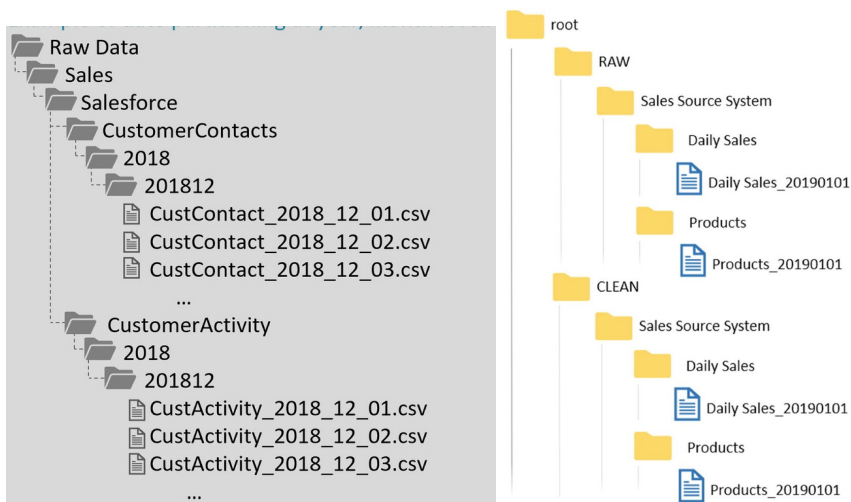 Raw Data
Sales
Salesforce
CustomerContacts
2018
201812
CustContact_2018_12_01.csv
CustContact_2018_12_02.csv
CustContact_2018_12_03.csv
...
CustomerActivity
2018
201812
CustActivity_2018_12_01.csv
CustActivity_2018_12_02.csv
CustActivity_2018_12_03.csv
...
root
RAW
Sales Source System
Daily Sales
Daily Sales_20190101
Products
Products_20190101
CLEAN
Sales Source System
Daily Sales
Daily Sales_20190101
Products
Products_20190101